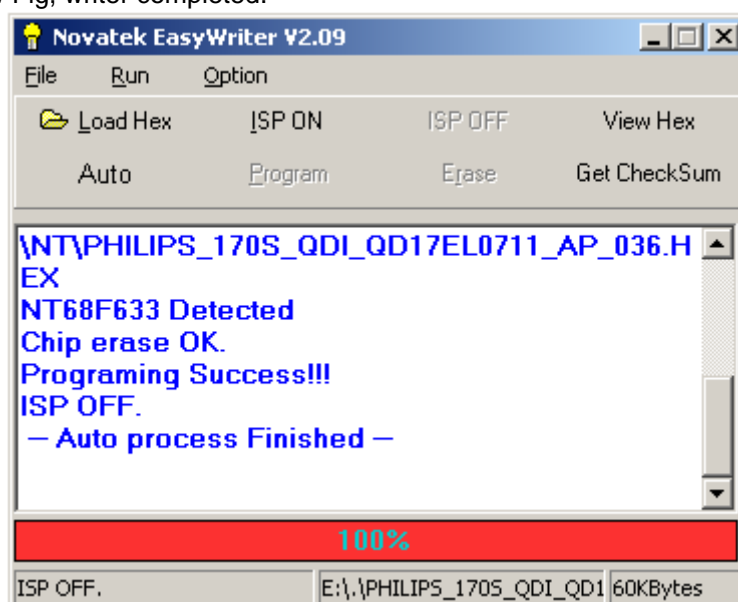 Fig, writer completed.
Novatek EasyWriter V2.09
File Run Option
Load Hex ISP ON ISP OFF View Hex
Auto Program Erase Get CheckSum
\NT\PHILIPS_170S_QDI_QD17EL0711_AP_036.H
EX
NT68F633 Detected
Chip erase OK.
Programing Success!!!
ISP OFF.
— Auto process Finished —
100%
ISP OFF. E:\.\PHILIPS_170S_QDI_QD1 60KBytes